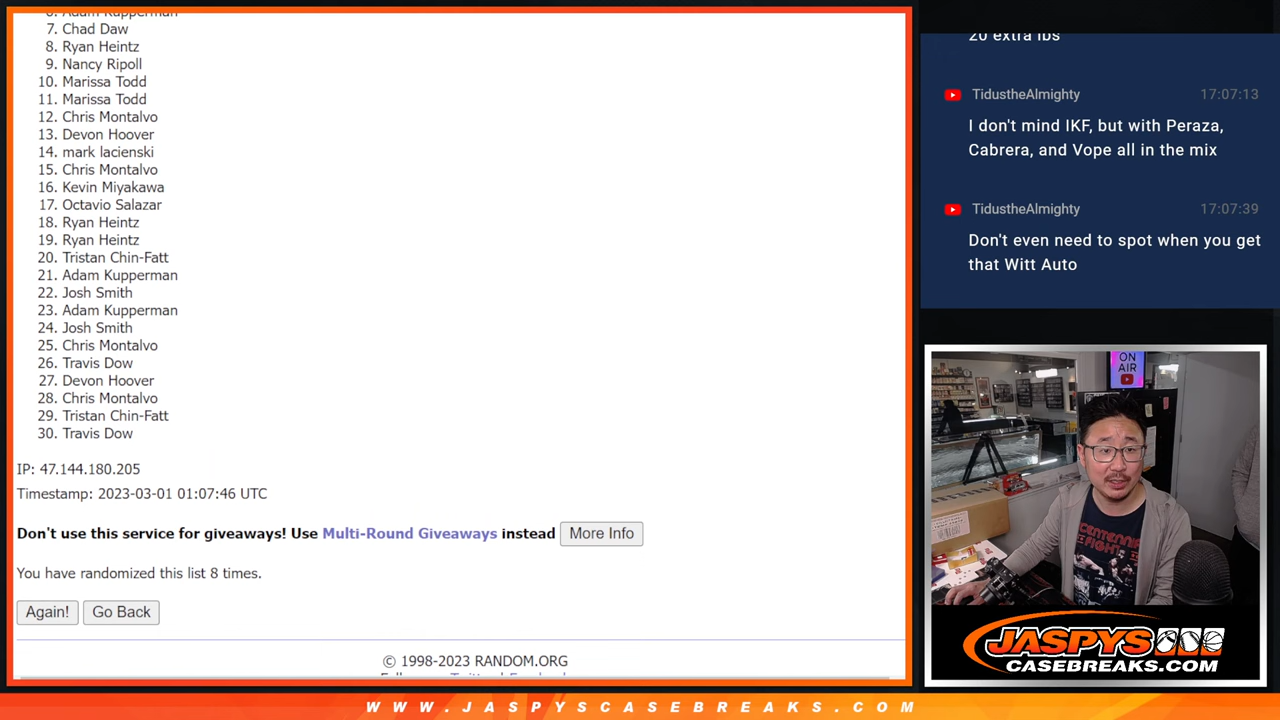 6. Adam Kupperman
7. Chad Daw
8. Ryan Heintz
9. Nancy Ripoll
10. Marissa Todd
11. Marissa Todd
12. Chris Montalvo
13. Devon Hoover
14. mark lacienski
15. Chris Montalvo
16. Kevin Miyakawa
17. Octavio Salazar
18. Ryan Heintz
19. Ryan Heintz
20. Tristan Chin-Fatt
21. Adam Kupperman
22. Josh Smith
23. Adam Kupperman
24. Josh Smith
25. Chris Montalvo
26. Travis Dow
27. Devon Hoover
28. Chris Montalvo
29. Tristan Chin-Fatt
30. Travis Dow
IP: 47.144.180.205
Timestamp: 2023-03-01 01:07:46 UTC
Don't use this service for giveaways! Use Multi-Round Giveaways instead More Info
You have randomized this list 8 times.
Again! Go Back
© 1998-2023 RANDOM.ORG
20 extra lbs
TidustheAlmighty 17:07:13
I don't mind IKF, but with Peraza,
Cabrera, and Vope all in the mix
TidustheAlmighty 17:07:39
Don't even need to spot when you get
that Witt Auto
ON
AIR
CENTENNIAL
FIGHT
JASPYS
CASEBREAKS.COM
WWW.JASPYSCASEBREAKS.COM